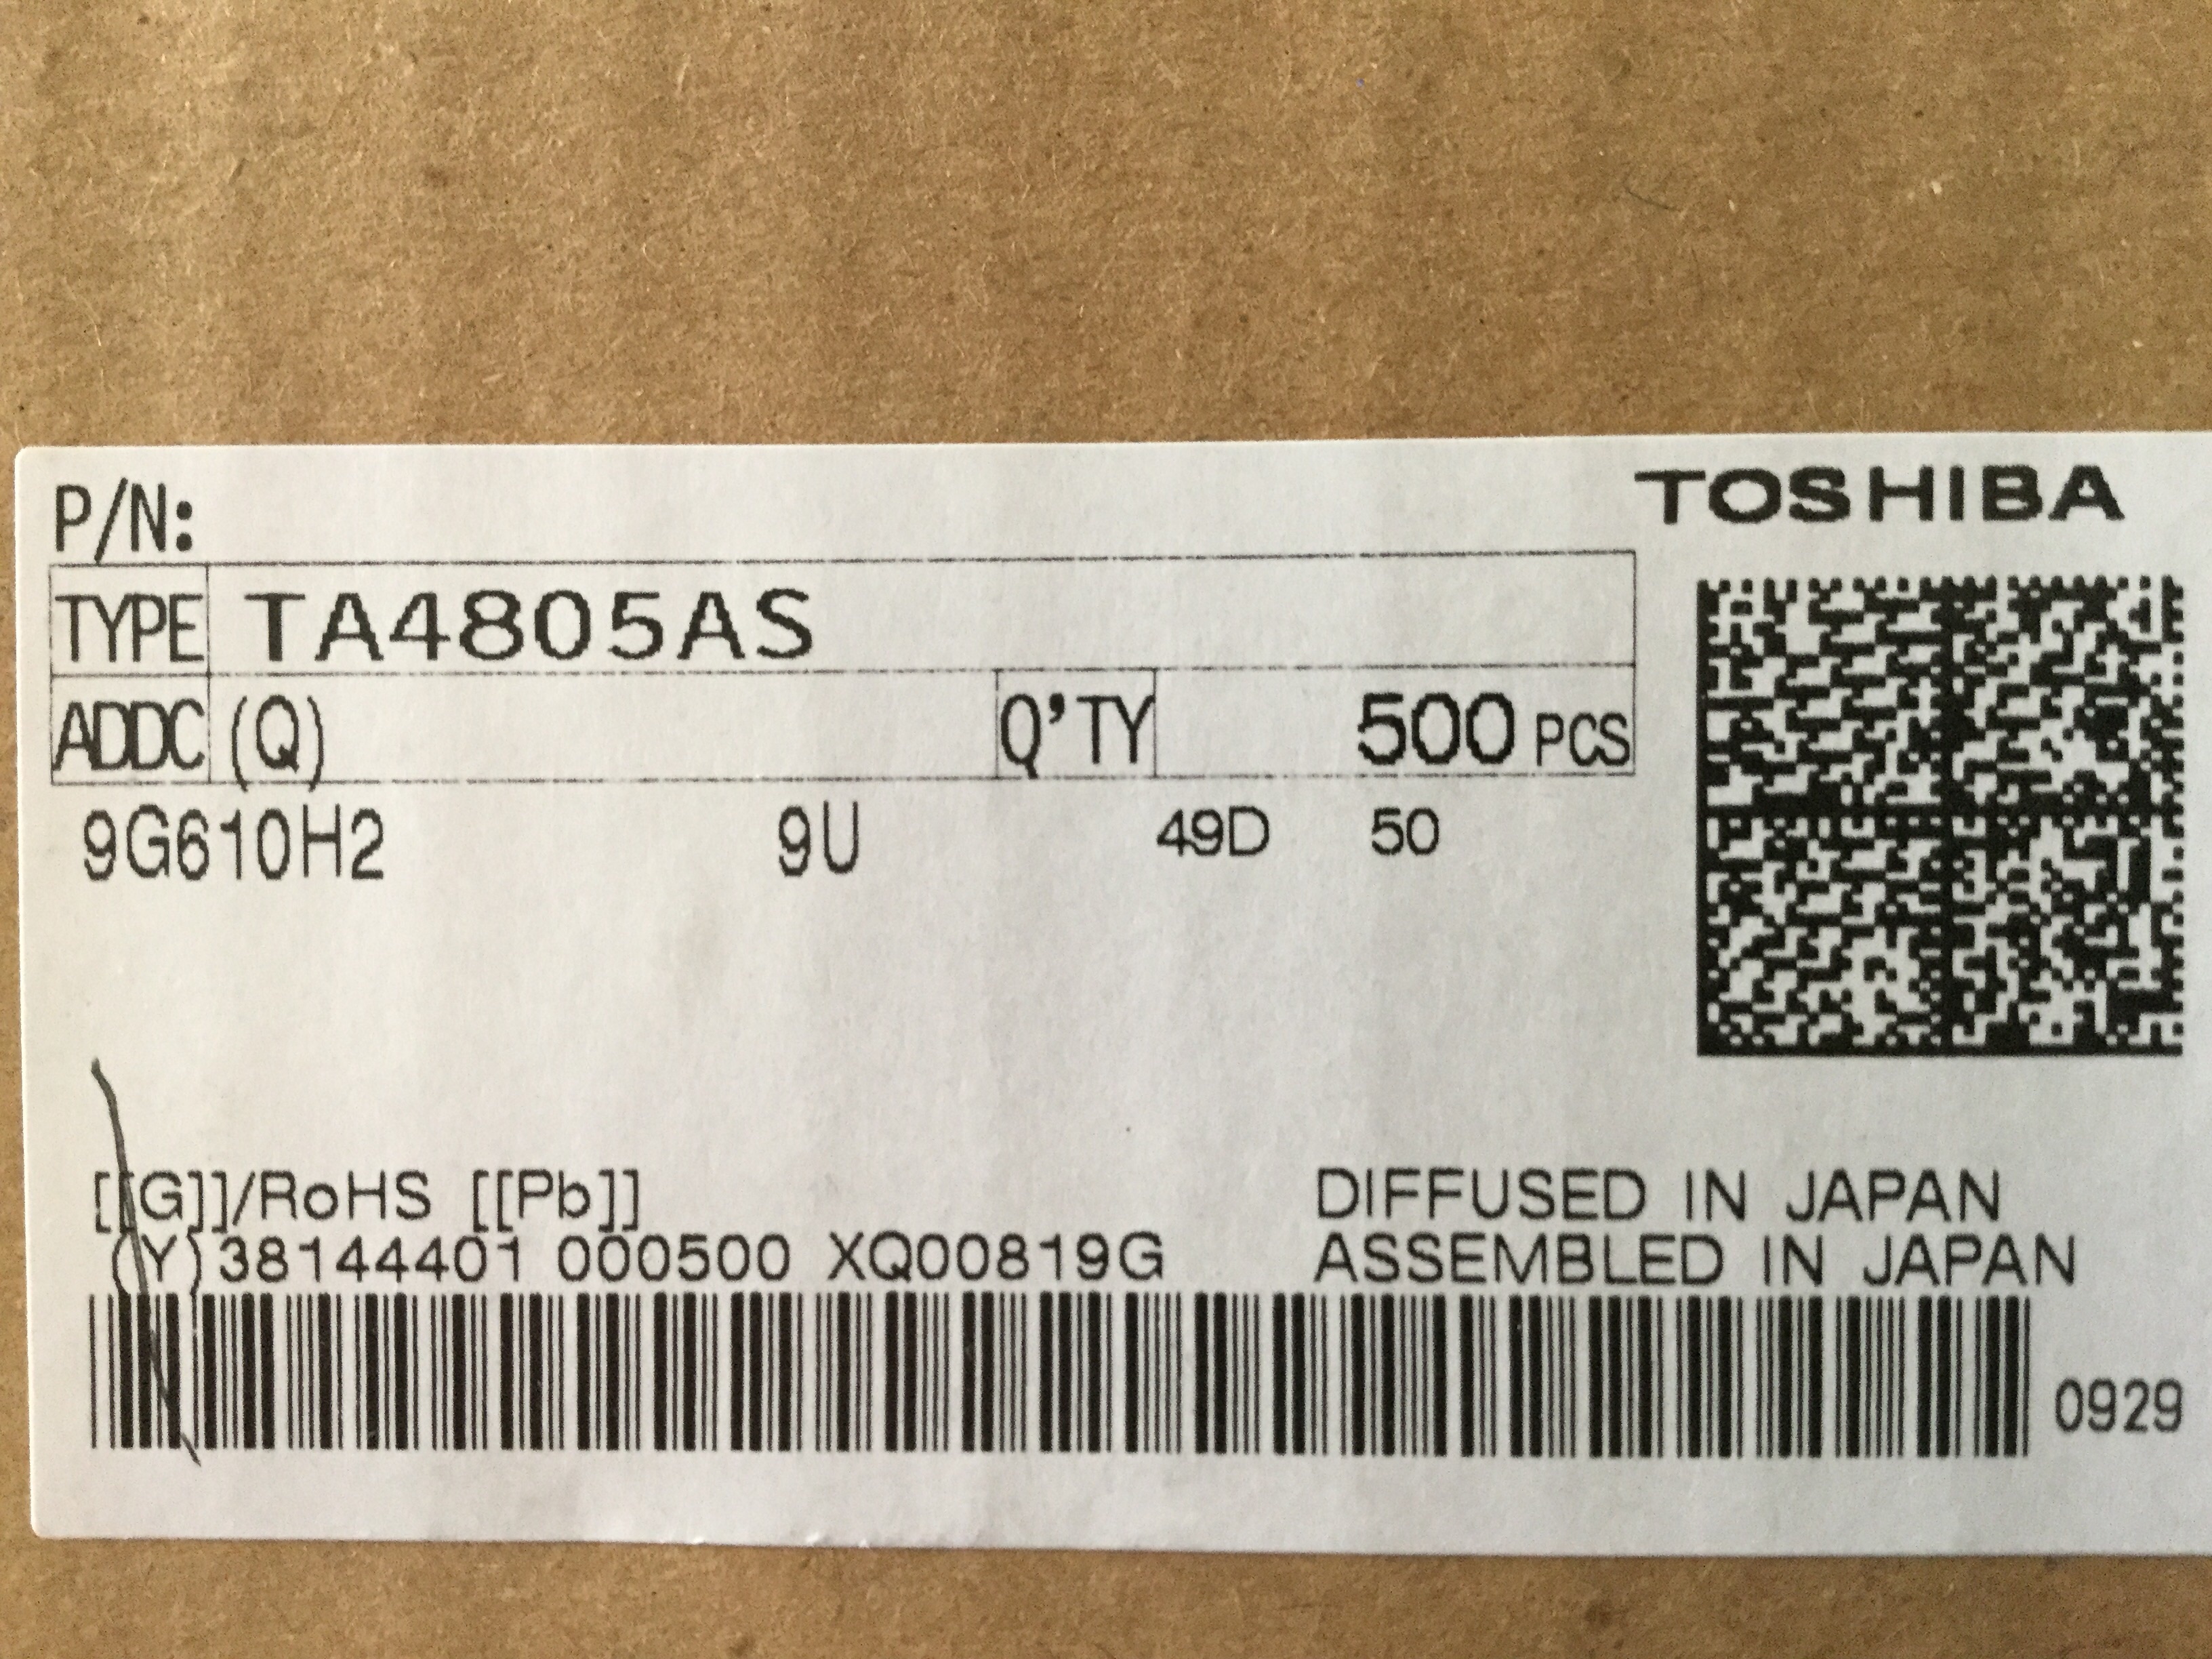 P/N:
TOSHIBA
TYPE TA4805AS
ADDC (Q) Q'TY 500 PCS
9G610H2 9U 49D 50
[[G]]/RoHS [[Pb]]
(Y)38144401 000500 XQ00819G
DIFFUSED IN JAPAN
ASSEMBLED IN JAPAN
0929